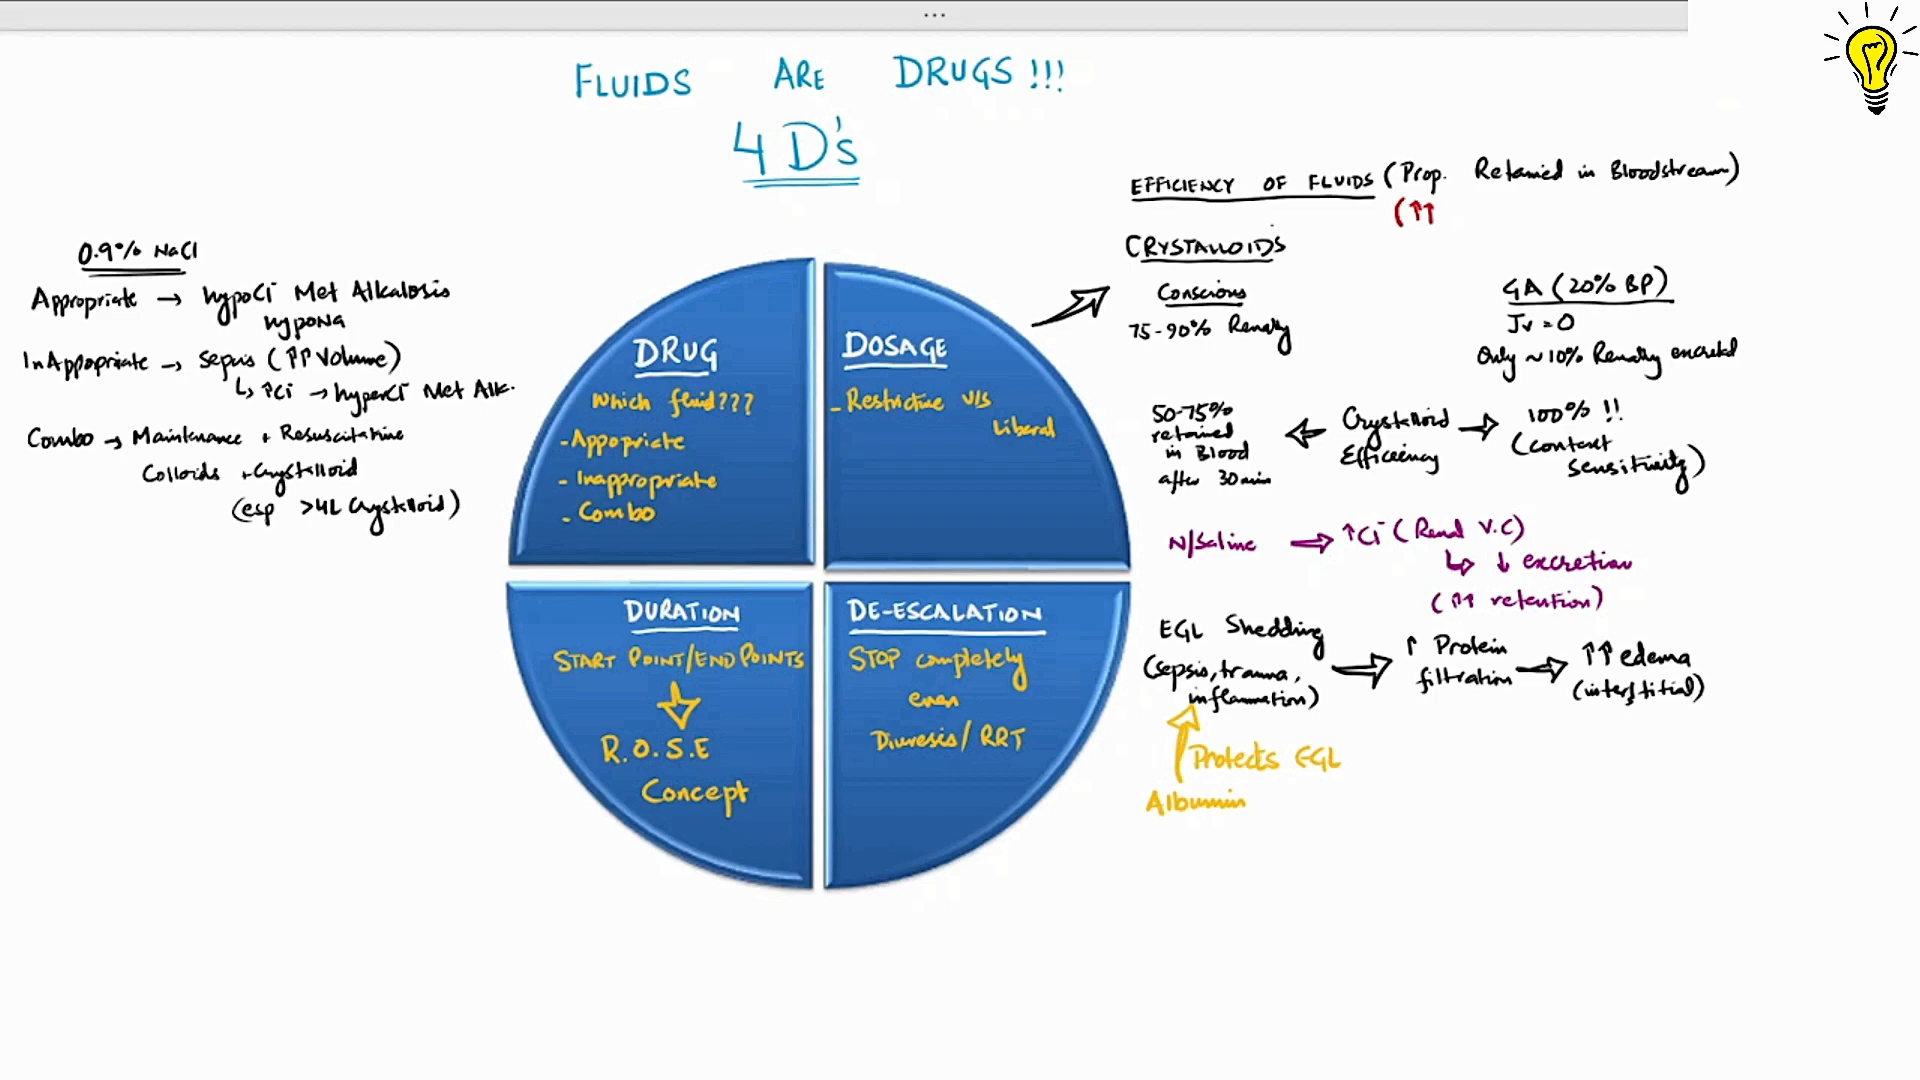 ...
FLUIDS ARE DRUGS !!!
4 D's
0.9% NaCl
Appropriate → hypoCl⁻ Met Alkalosis
hypoNa
InAppopriate → Sepsis (↑↑ Volume)
↳ ↑Cl⁻ → hyperCl⁻ Met Alk.
Combo → Maintenance + Resuscitative
Colloids + Crystalloid
(esp >4L Crystalloid)
DRUG
Which fluid???
- Appopriate
- Inappropriate
- Combo
DOSAGE
- Restrictive v/s
Liberal
DURATION
START POINT/END POINTS
R.O.S.E
Concept
DE-ESCALATION
STOP completely
even
Diuresis/ RRT
EFFICIENCY OF FLUIDS (Prop. Retained in Bloodstream)
(↑↑
CRYSTALLOIDS
Conscious
75-90% Renally
GA (20% BP)
Jv = 0
Only ~10% Renally excreted
50-75%
retained
in Blood
after 30min
← Crystalloid →
Efficiency
100% !!
(context
sensitivity)
N/Saline → ↑Cl⁻ (Renal V.C)
↳ ↓ excretion
(↑↑ retention)
EGL Shedding
(sepsis, trauma,
inflammation)
→ ↑ Protein
filtration
→ ↑↑ edema
(interstitial)
Protects EGL
Albumin